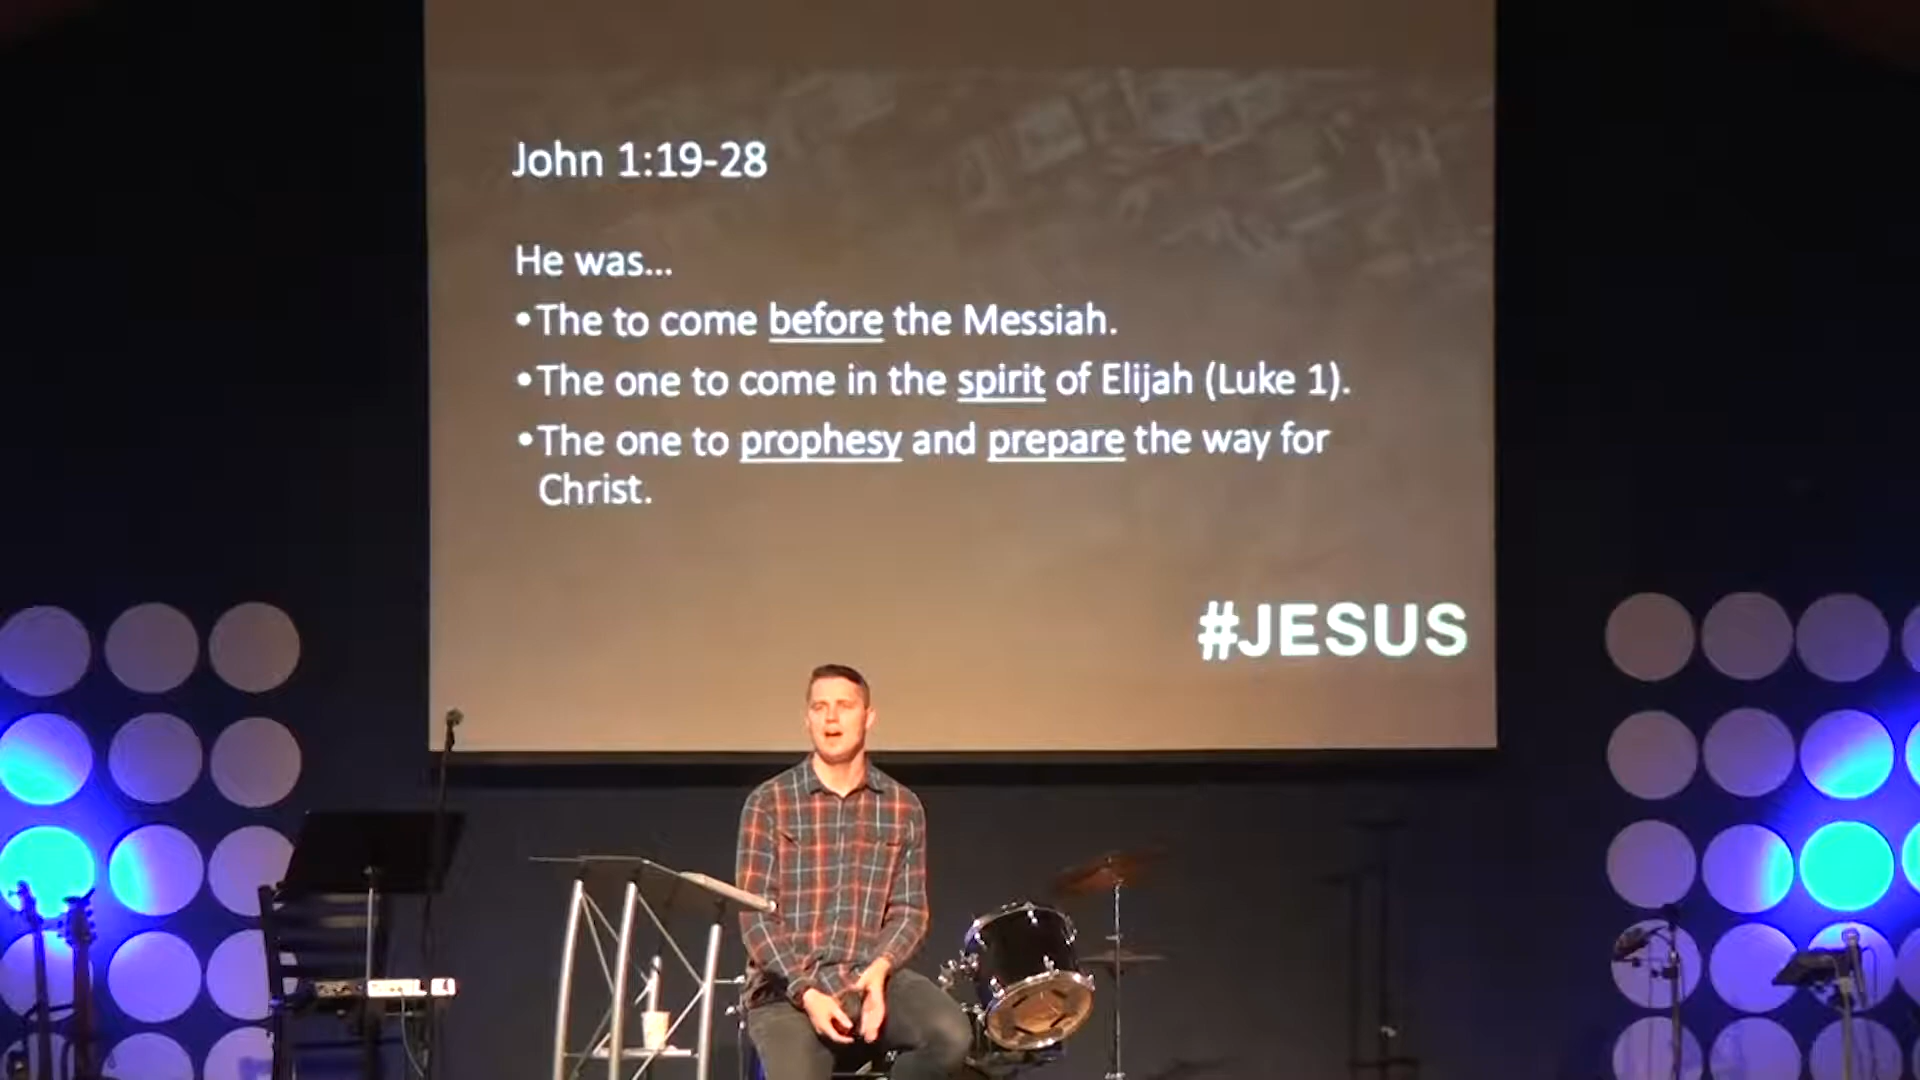 John 1:19-28
He was...
•The to come before the Messiah.
•The one to come in the spirit of Elijah (Luke 1).
•The one to prophesy and prepare the way for
Christ.
#JESUS